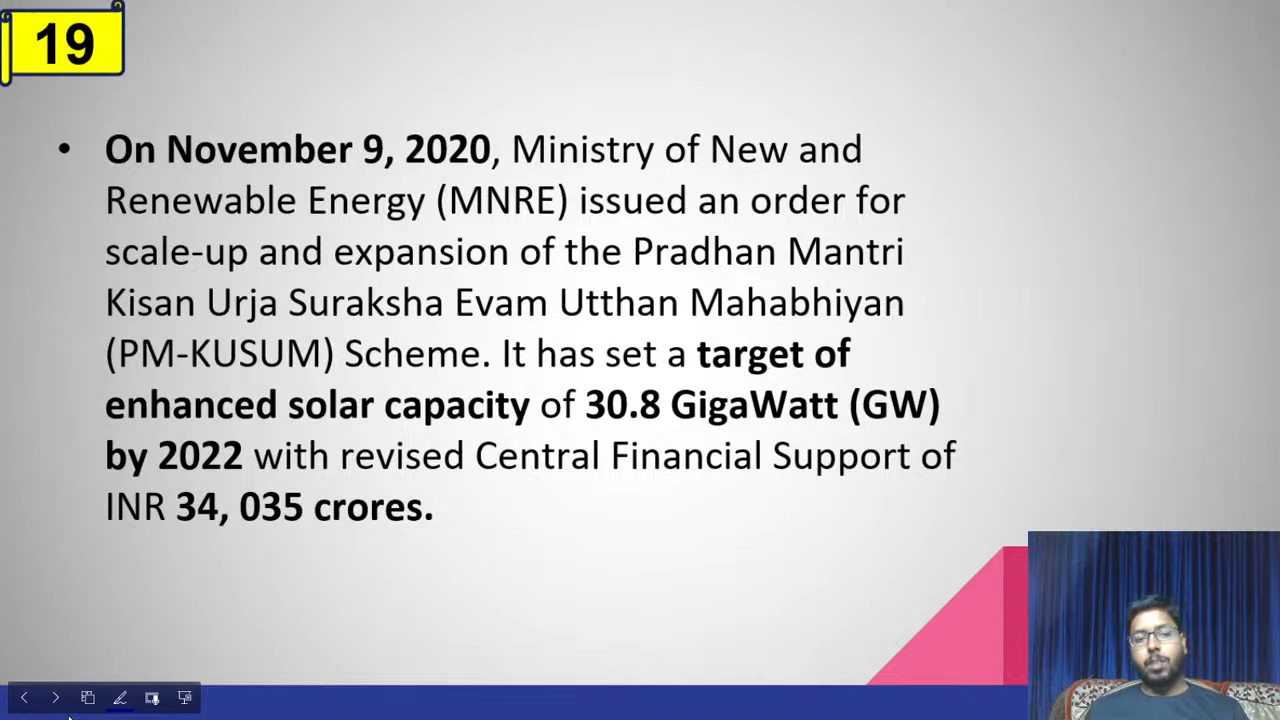 19
• On November 9, 2020, Ministry of New and
Renewable Energy (MNRE) issued an order for
scale-up and expansion of the Pradhan Mantri
Kisan Urja Suraksha Evam Utthan Mahabhiyan
(PM-KUSUM) Scheme. It has set a target of
enhanced solar capacity of 30.8 GigaWatt (GW)
by 2022 with revised Central Financial Support of
INR 34, 035 crores.